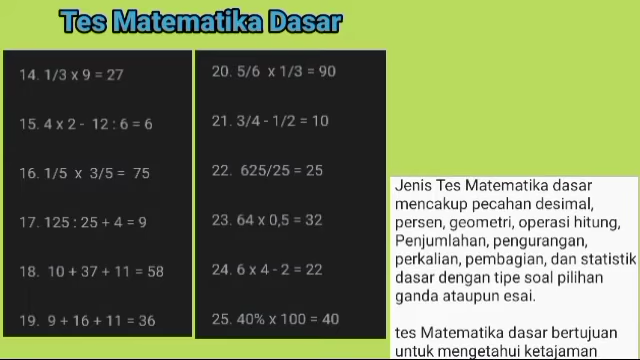 Tes Matematika Dasar
14. 1/3 x 9 = 27
15. 4 x 2 - 12 : 6 = 6
16. 1/5 x 3/5 = 75
17. 125 : 25 + 4 = 9
18. 10 + 37 + 11 = 58
19. 9 + 16 + 11 = 36
20. 5/6 x 1/3 = 90
21. 3/4 - 1/2 = 10
22. 625/25 = 25
23. 64 x 0,5 = 32
24. 6 x 4 - 2 = 22
25. 40% x 100 = 40
Jenis Tes Matematika dasar
mencakup pecahan desimal,
persen, geometri, operasi hitung,
Penjumlahan, pengurangan,
perkalian, pembagian, dan statistik
dasar dengan tipe soal pilihan
ganda ataupun esai.
tes Matematika dasar bertujuan
untuk mengetahui ketajaman